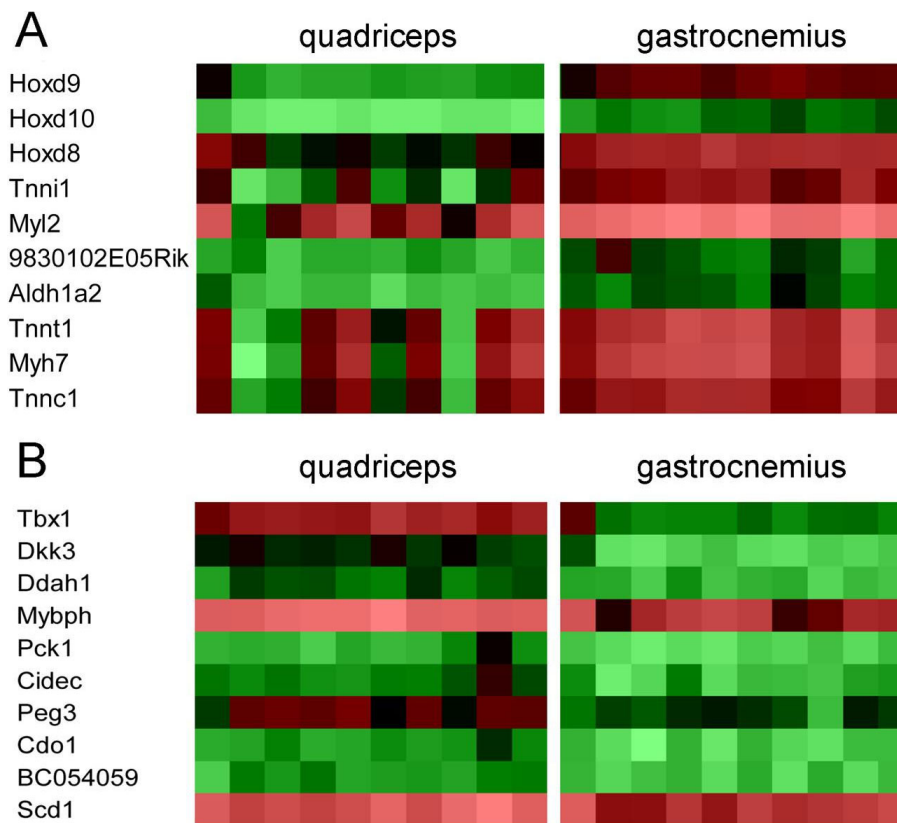 A
quadriceps gastrocnemius
Hoxd9
Hoxd10
Hoxd8
Tnni1
Myl2
9830102E05Rik
Aldh1a2
Tnnt1
Myh7
Tnnc1
B
quadriceps gastrocnemius
Tbx1
Dkk3
Ddah1
Mybph
Pck1
Cidec
Peg3
Cdo1
BC054059
Scd1